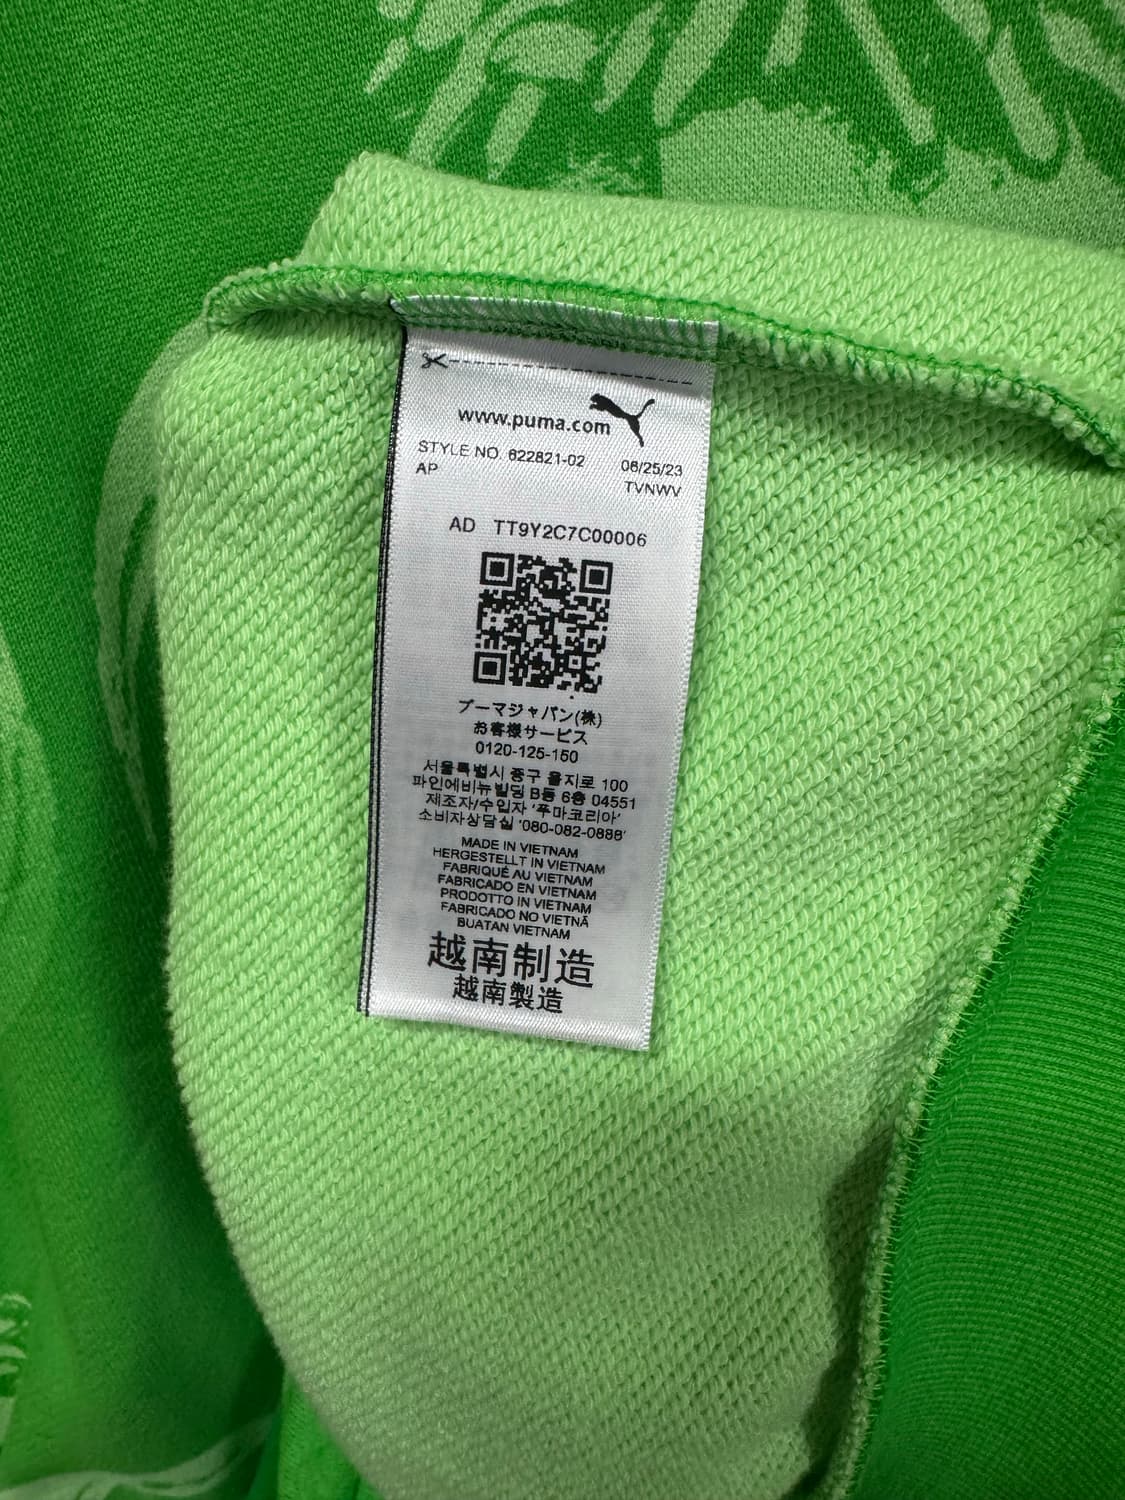 www.puma.com
STYLE NO. 622821-02 06/25/23
AP TVNWV
AD TT9Y2C7C00006
プーマジャパン(株)
お客様サービス
0120-125-150
서울특별시 중구 을지로 100
파인에비뉴빌딩 B동 6층 04551
제조자/수입자 '푸마코리아'
소비자상담실 '080-082-0888'
MADE IN VIETNAM
HERGESTELLT IN VIETNAM
FABRIQUÉ AU VIETNAM
FABRICADO EN VIETNAM
PRODOTTO IN VIETNAM
FABRICADO NO VIETNÃ
BUATAN VIETNAM
越南制造
越南製造